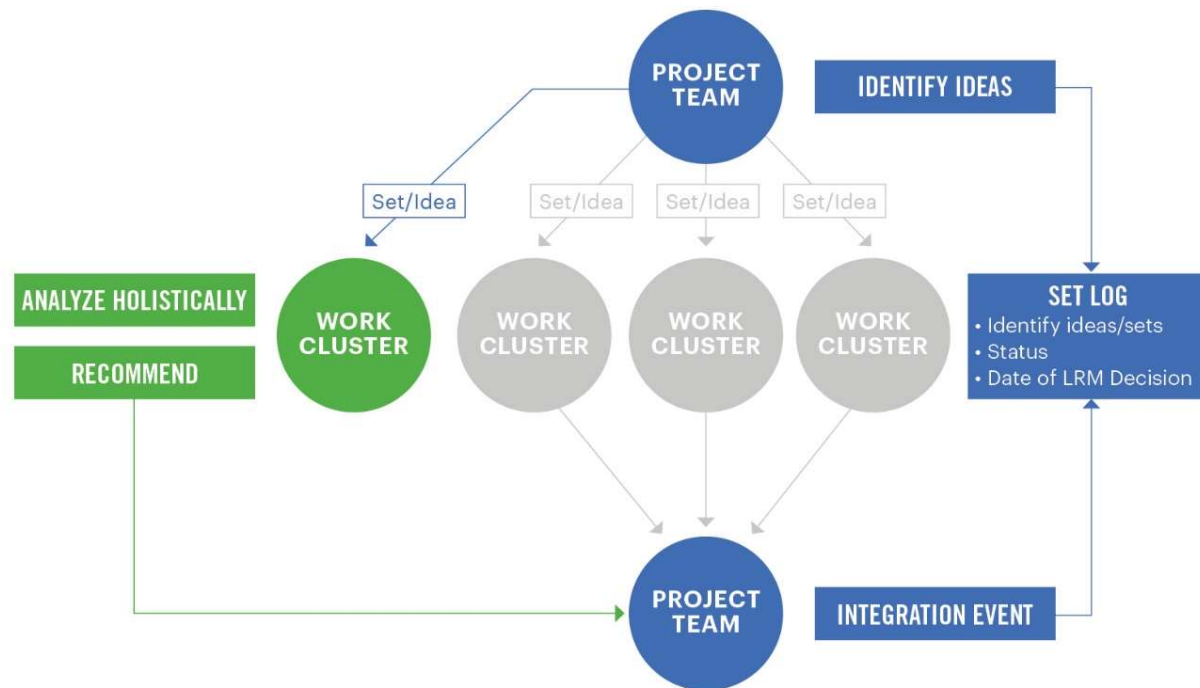 PROJECT
TEAM
IDENTIFY IDEAS
Set/Idea
Set/Idea
Set/Idea
Set/Idea
ANALYZE HOLISTICALLY
RECOMMEND
WORK
CLUSTER
WORK
CLUSTER
WORK
CLUSTER
WORK
CLUSTER
SET LOG
• Identify ideas/sets
• Status
• Date of LRM Decision
PROJECT
TEAM
INTEGRATION EVENT